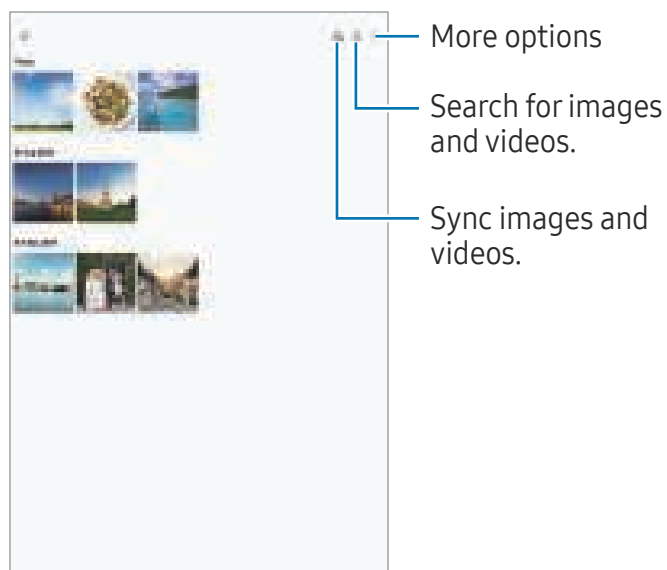 More options
Search for images
and videos.
Sync images and
videos.